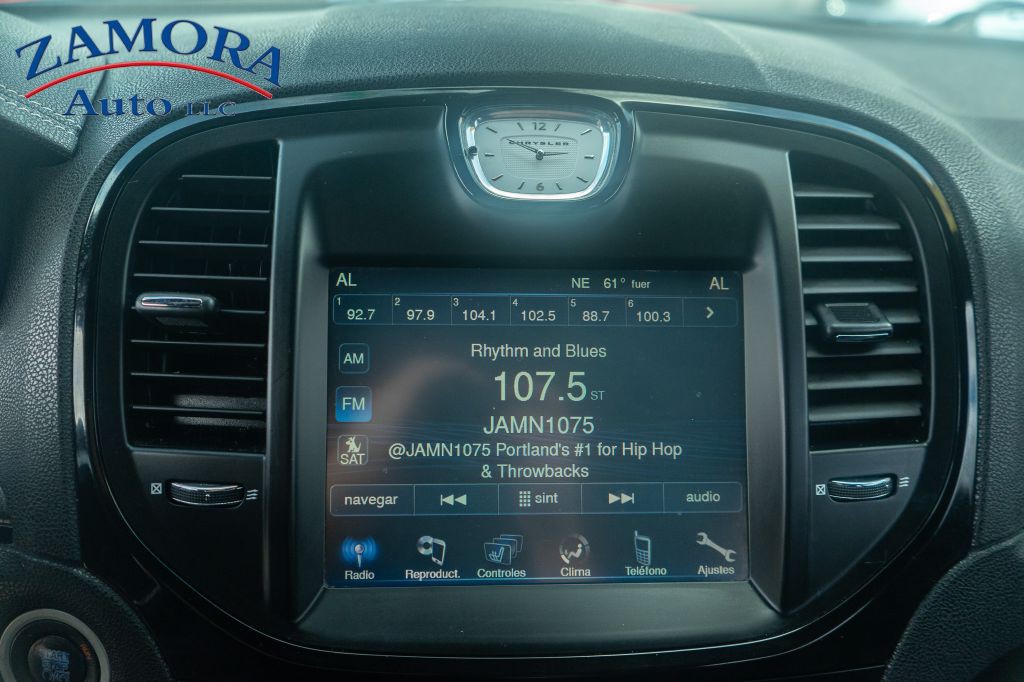 ZAMORA
Auto LLC
12
CHRYSLER
6
AL NE 61° fuer AL
1 92.7 2 97.9 3 104.1 4 102.5 5 88.7 6 100.3
AM
Rhythm and Blues
107.5 ST
FM
JAMN1075
SAT
@JAMN1075 Portland's #1 for Hip Hop
& Throwbacks
navegar sint audio
Radio Reproduct. Controles Clima Teléfono Ajustes